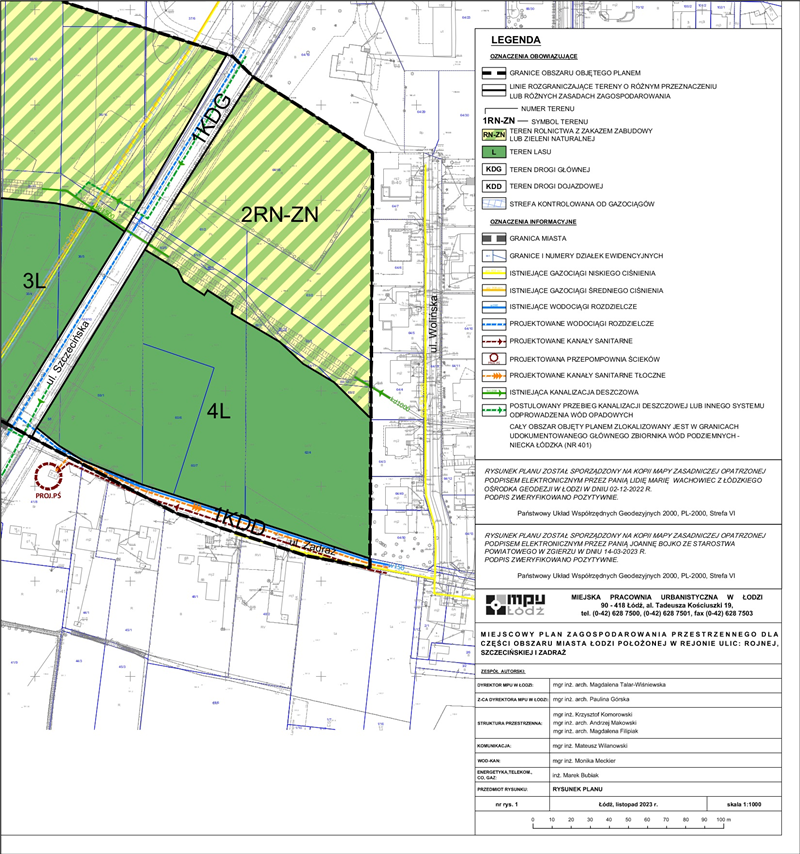 1KDG
2RN-ZN
3L
ul. Szczecińska
4L
ul. Wolińska
kd1000
PROJ.PŚ
1KDD
ul. Zadraż
LEGENDA
OZNACZENIA OBOWIĄZUJĄCE
GRANICE OBSZARU OBJĘTEGO PLANEM
LINIE ROZGRANICZAJĄCE TERENY O RÓŻNYM PRZEZNACZENIU
LUB RÓŻNYCH ZASADACH ZAGOSPODAROWANIA
NUMER TERENU
1RN-ZN SYMBOL TERENU
RN-ZN TEREN ROLNICTWA Z ZAKAZEM ZABUDOWY
LUB ZIELENI NATURALNEJ
L TEREN LASU
KDG TEREN DROGI GŁÓWNEJ
KDD TEREN DROGI DOJAZDOWEJ
STREFA KONTROLOWANA OD GAZOCIĄGÓW
OZNACZENIA INFORMACYJNE
GRANICA MIASTA
GRANICE I NUMERY DZIAŁEK EWIDENCYJNYCH
ISTNIEJĄCE GAZOCIĄGI NISKIEGO CIŚNIENIA
ISTNIEJĄCE GAZOCIĄGI ŚREDNIEGO CIŚNIENIA
ISTNIEJĄCE WODOCIĄGI ROZDZIELCZE
PROJEKTOWANE WODOCIĄGI ROZDZIELCZE
PROJEKTOWANE KANAŁY SANITARNE
PROJEKTOWANA PRZEPOMPOWNIA ŚCIEKÓW
PROJEKTOWANE KANAŁY SANITARNE TŁOCZNE
ISTNIEJĄCA KANALIZACJA DESZCZOWA
POSTULOWANY PRZEBIEG KANALIZACJI DESZCZOWEJ LUB INNEGO SYSTEMU
ODPROWADZENIA WÓD OPADOWYCH
CAŁY OBSZAR OBJĘTY PLANEM ZLOKALIZOWANY JEST W GRANICACH
UDOKUMENTOWANEGO GŁÓWNEGO ZBIORNIKA WÓD PODZIEMNYCH -
NIECKA ŁÓDZKA (NR 401)
RYSUNEK PLANU ZOSTAŁ SPORZĄDZONY NA KOPII MAPY ZASADNICZEJ OPATRZONEJ
PODPISEM ELEKTRONICZNYM PRZEZ PANIĄ LIDIĘ MARIĘ WACHOWIEC Z ŁÓDZKIEGO
OŚRODKA GEODEZJI W ŁODZI W DNIU 02-12-2022 R.
PODPIS ZWERYFIKOWANO POZYTYWNIE.
Państwowy Układ Współrzędnych Geodezyjnych 2000, PL-2000, Strefa VI
RYSUNEK PLANU ZOSTAŁ SPORZĄDZONY NA KOPII MAPY ZASADNICZEJ OPATRZONEJ
PODPISEM ELEKTRONICZNYM PRZEZ PANIĄ JOANNĘ BOJKO ZE STAROSTWA
POWIATOWEGO W ZGIERZU W DNIU 14-03-2023 R.
PODPIS ZWERYFIKOWANO POZYTYWNIE.
Państwowy Układ Współrzędnych Geodezyjnych 2000, PL-2000, Strefa VI
mpu
Łódź
MIEJSKA PRACOWNIA URBANISTYCZNA W ŁODZI
90 - 418 Łódź, al. Tadeusza Kościuszki 19,
tel. (0-42) 628 7500, (0-42) 628 7501, fax (0-42) 628 7503
MIEJSCOWY PLAN ZAGOSPODAROWANIA PRZESTRZENNEGO DLA
CZĘŚCI OBSZARU MIASTA ŁODZI POŁOŻONEJ W REJONIE ULIC: ROJNEJ,
SZCZECIŃSKIEJ I ZADRAŻ
ZESPÓŁ AUTORSKI:
DYREKTOR MPU W ŁODZI: mgr inż. arch. Magdalena Talar-Wiśniewska
Z-CA DYREKTORA MPU W ŁODZI: mgr inż. arch. Paulina Górska
STRUKTURA PRZESTRZENNA: mgr inż. Krzysztof Komorowski
mgr inż. arch. Andrzej Makowski
mgr inż. arch. Magdalena Filipiak
KOMUNIKACJA: mgr inż. Mateusz Wilanowski
WOD-KAN: mgr inż. Monika Meckier
ENERGETYKA,TELEKOM., CO, GAZ: inż. Marek Bubiak
PRZEDMIOT RYSUNKU: RYSUNEK PLANU
nr rys. 1 Łódź, listopad 2023 r. skala 1:1000
0 10 20 30 40 50 60 70 80 90 100 m